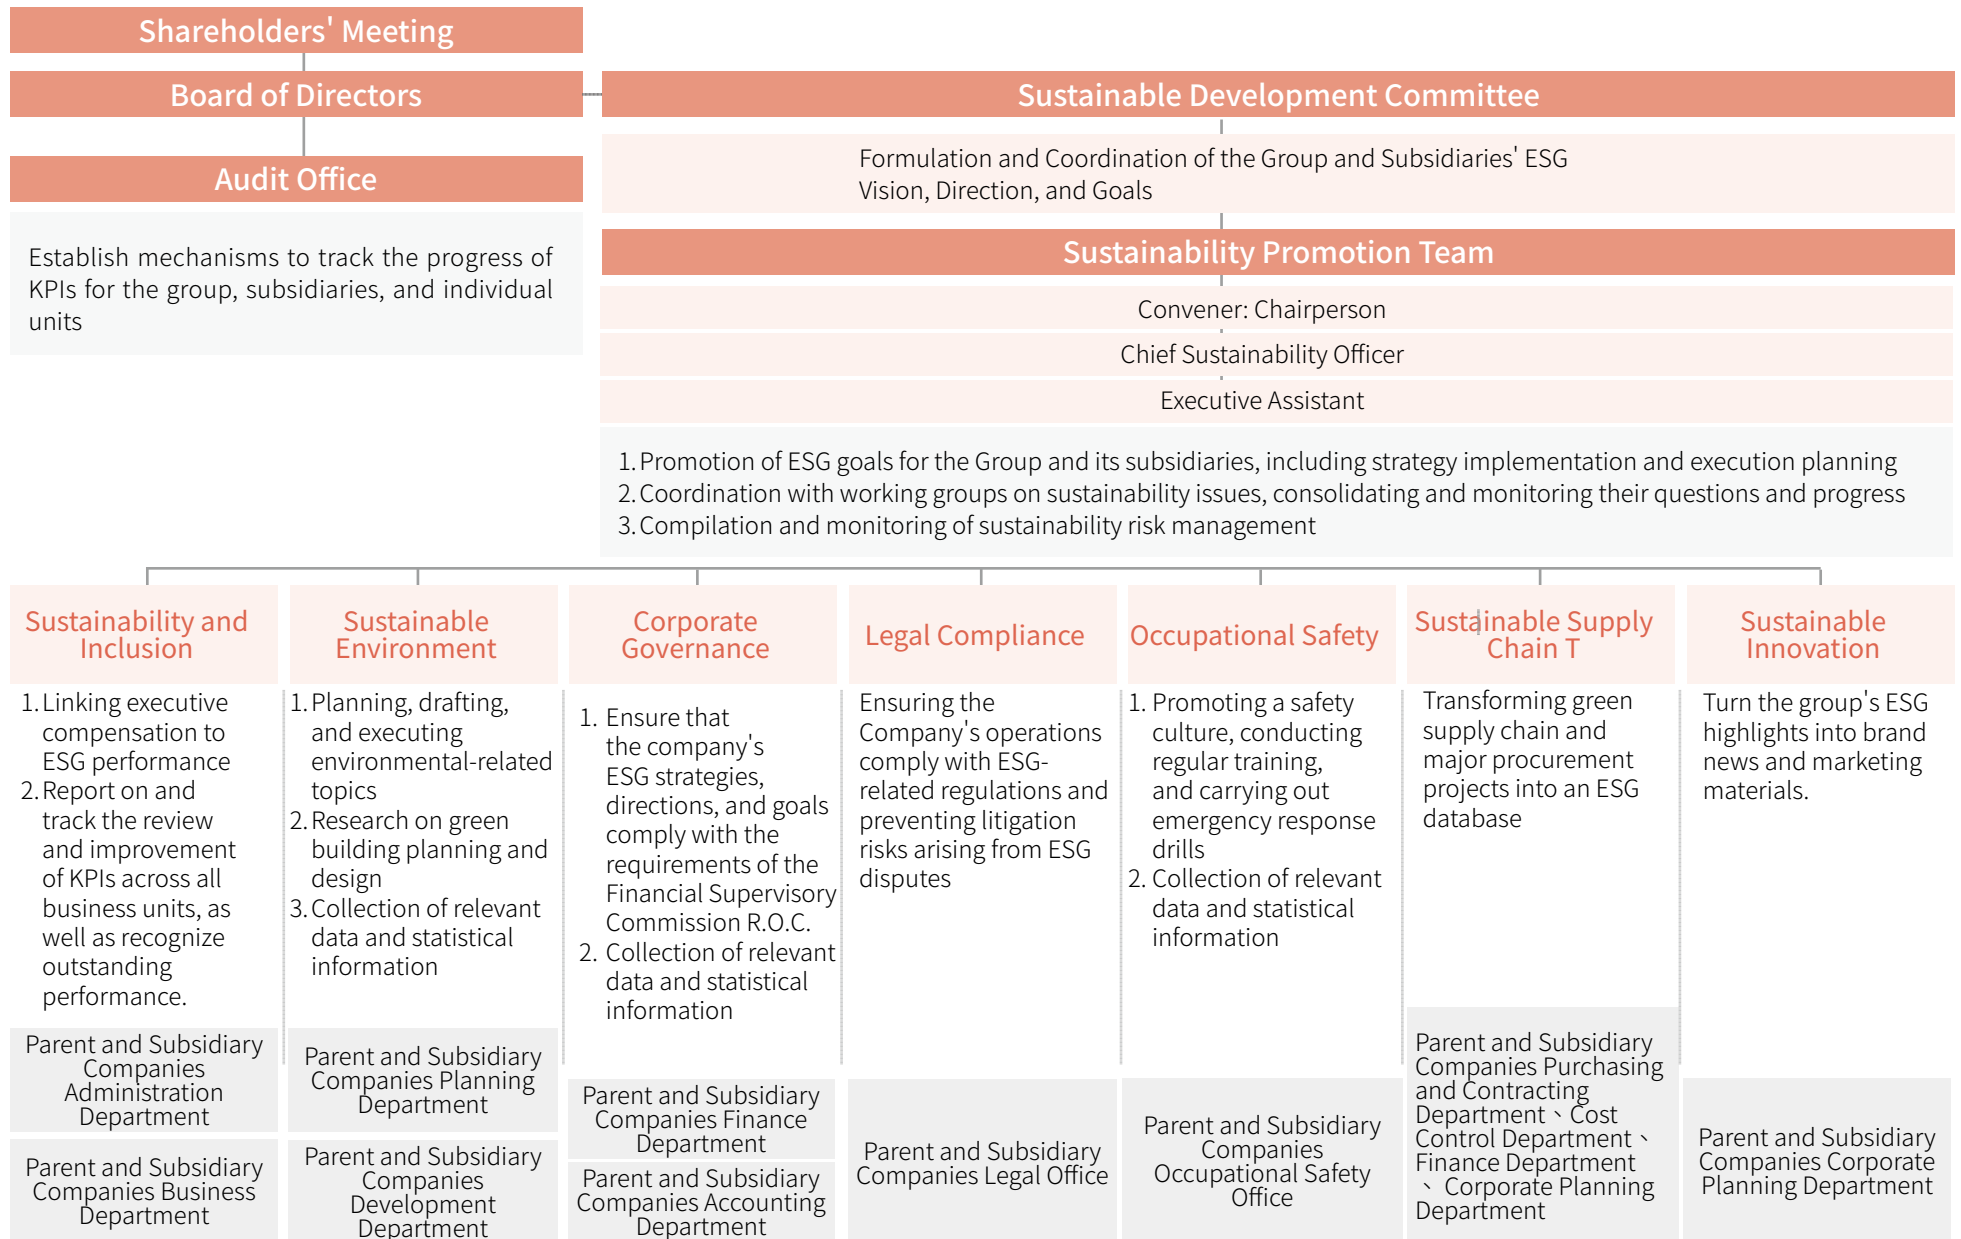 Shareholders' Meeting
Board of Directors
Audit Office
Establish mechanisms to track the progress of
KPIs for the group, subsidiaries, and individual
units
Sustainable Development Committee
Formulation and Coordination of the Group and Subsidiaries' ESG
Vision, Direction, and Goals
Sustainability Promotion Team
Convener: Chairperson
Chief Sustainability Officer
Executive Assistant
1. Promotion of ESG goals for the Group and its subsidiaries, including strategy implementation and execution planning
2. Coordination with working groups on sustainability issues, consolidating and monitoring their questions and progress
3. Compilation and monitoring of sustainability risk management
Sustainability and
Inclusion
1. Linking executive
compensation to
ESG performance
2. Report on and
track the review
and improvement
of KPIs across all
business units, as
well as recognize
outstanding
performance.
Parent and Subsidiary
Companies
Administration
Department
Parent and Subsidiary
Companies Business
Department
Sustainable
Environment
1. Planning, drafting,
and executing
environmental-related
topics
2. Research on green
building planning and
design
3. Collection of relevant
data and statistical
information
Parent and Subsidiary
Companies Planning
Department
Parent and Subsidiary
Companies
Development
Department
Corporate
Governance
1. Ensure that
the company's
ESG strategies,
directions, and goals
comply with the
requirements of the
Financial Supervisory
Commission R.O.C.
2. Collection of relevant
data and statistical
information
Parent and Subsidiary
Companies Finance
Department
Parent and Subsidiary
Companies Accounting
Department
Legal Compliance
Ensuring the
Company's operations
comply with ESG-
related regulations and
preventing litigation
risks arising from ESG
disputes
Parent and Subsidiary
Companies Legal Office
Occupational Safety
1. Promoting a safety
culture, conducting
regular training,
and carrying out
emergency response
drills
2. Collection of relevant
data and statistical
information
Parent and Subsidiary
Companies
Occupational Safety
Office
Sustainable Supply
Chain T
Transforming green
supply chain and
major procurement
projects into an ESG
database
Parent and Subsidiary
Companies Purchasing
and Contracting
Department、Cost
Control Department、
Finance Department
、 Corporate Planning
Department
Sustainable
Innovation
Turn the group's ESG
highlights into brand
news and marketing
materials.
Parent and Subsidiary
Companies Corporate
Planning Department